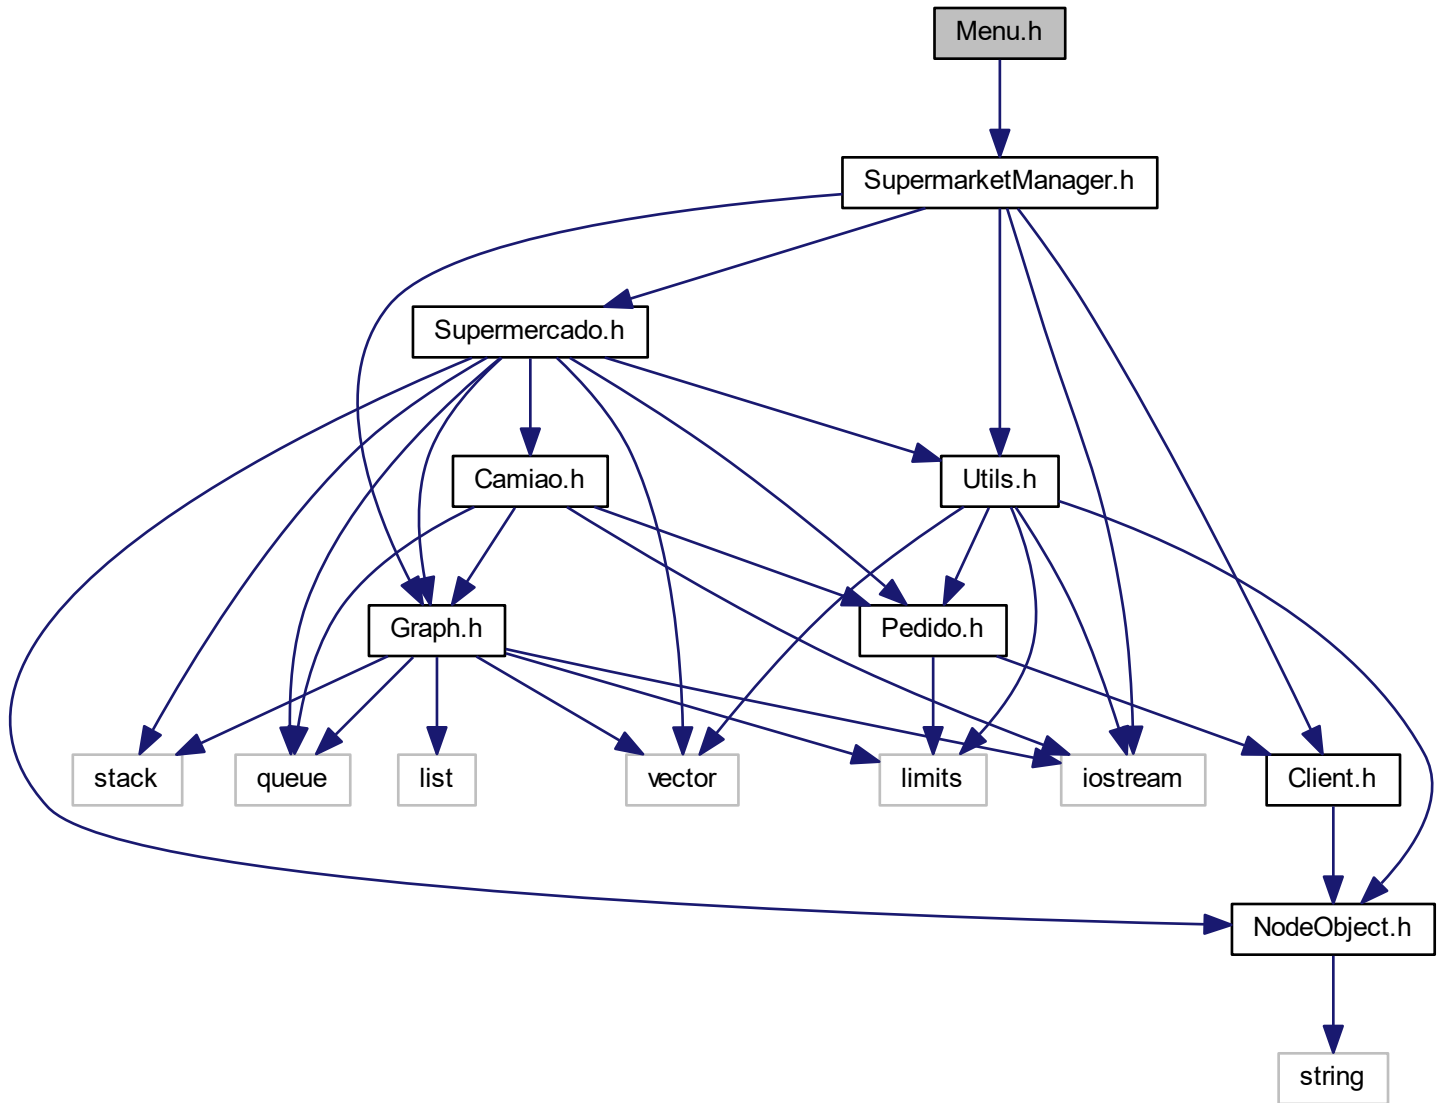 Menu.h
SupermarketManager.h
Supermercado.h
Camiao.h
Utils.h
Graph.h
Pedido.h
stack
queue
list
vector
limits
iostream
Client.h
NodeObject.h
string